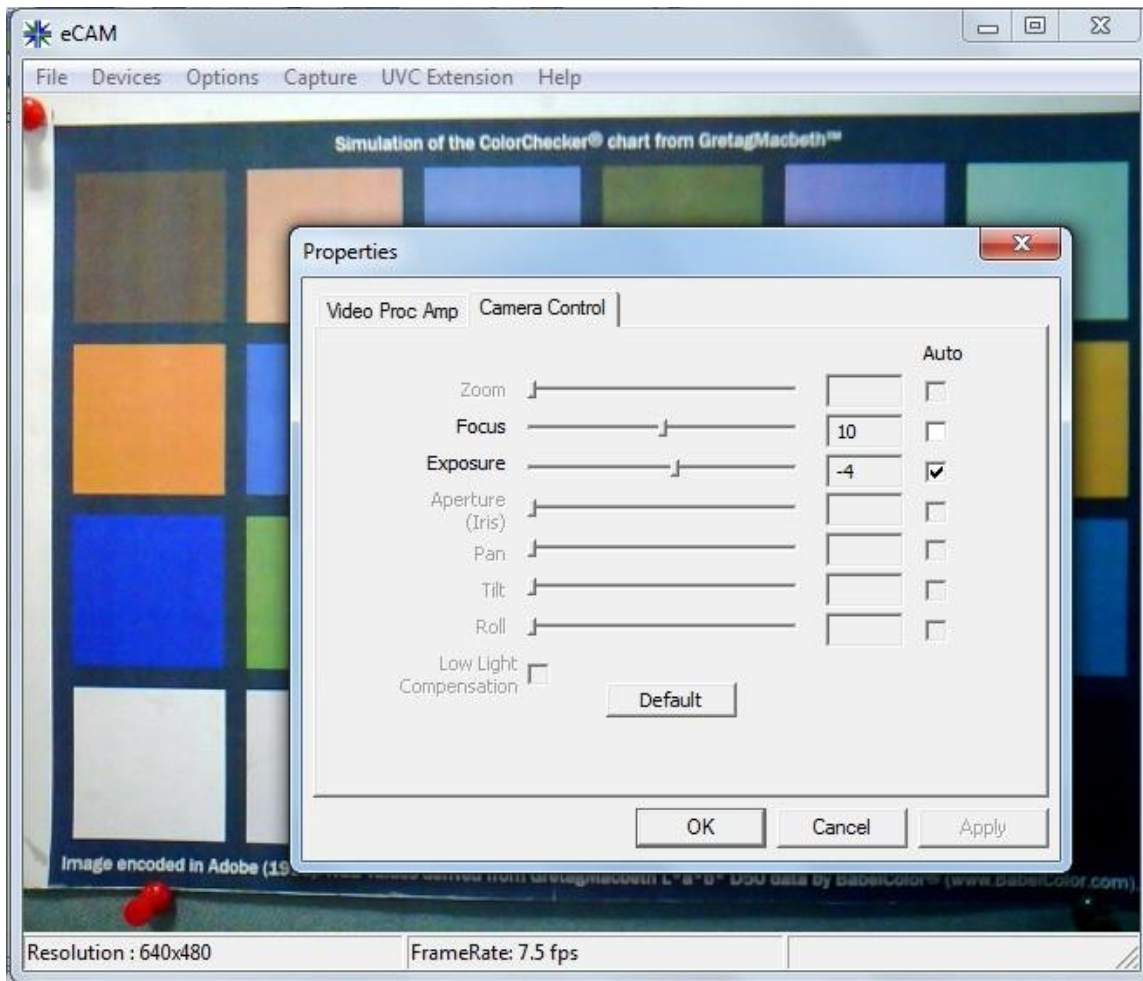 eCAM
File Devices Options Capture UVC Extension Help
Simulation of the ColorChecker® chart from GretagMacbeth™
Properties
Video Proc Amp Camera Control
Auto
Zoom
Focus 10
Exposure -4
Aperture
(Iris)
Pan
Tilt
Roll
Low Light
Compensation
Default
OK Cancel Apply
Image encoded in Adobe (19 derived from GretagMacbeth L*a*b* D50 data by BabelColor® (www.BabelColor.com)
Resolution : 640x480 FrameRate: 7.5 fps